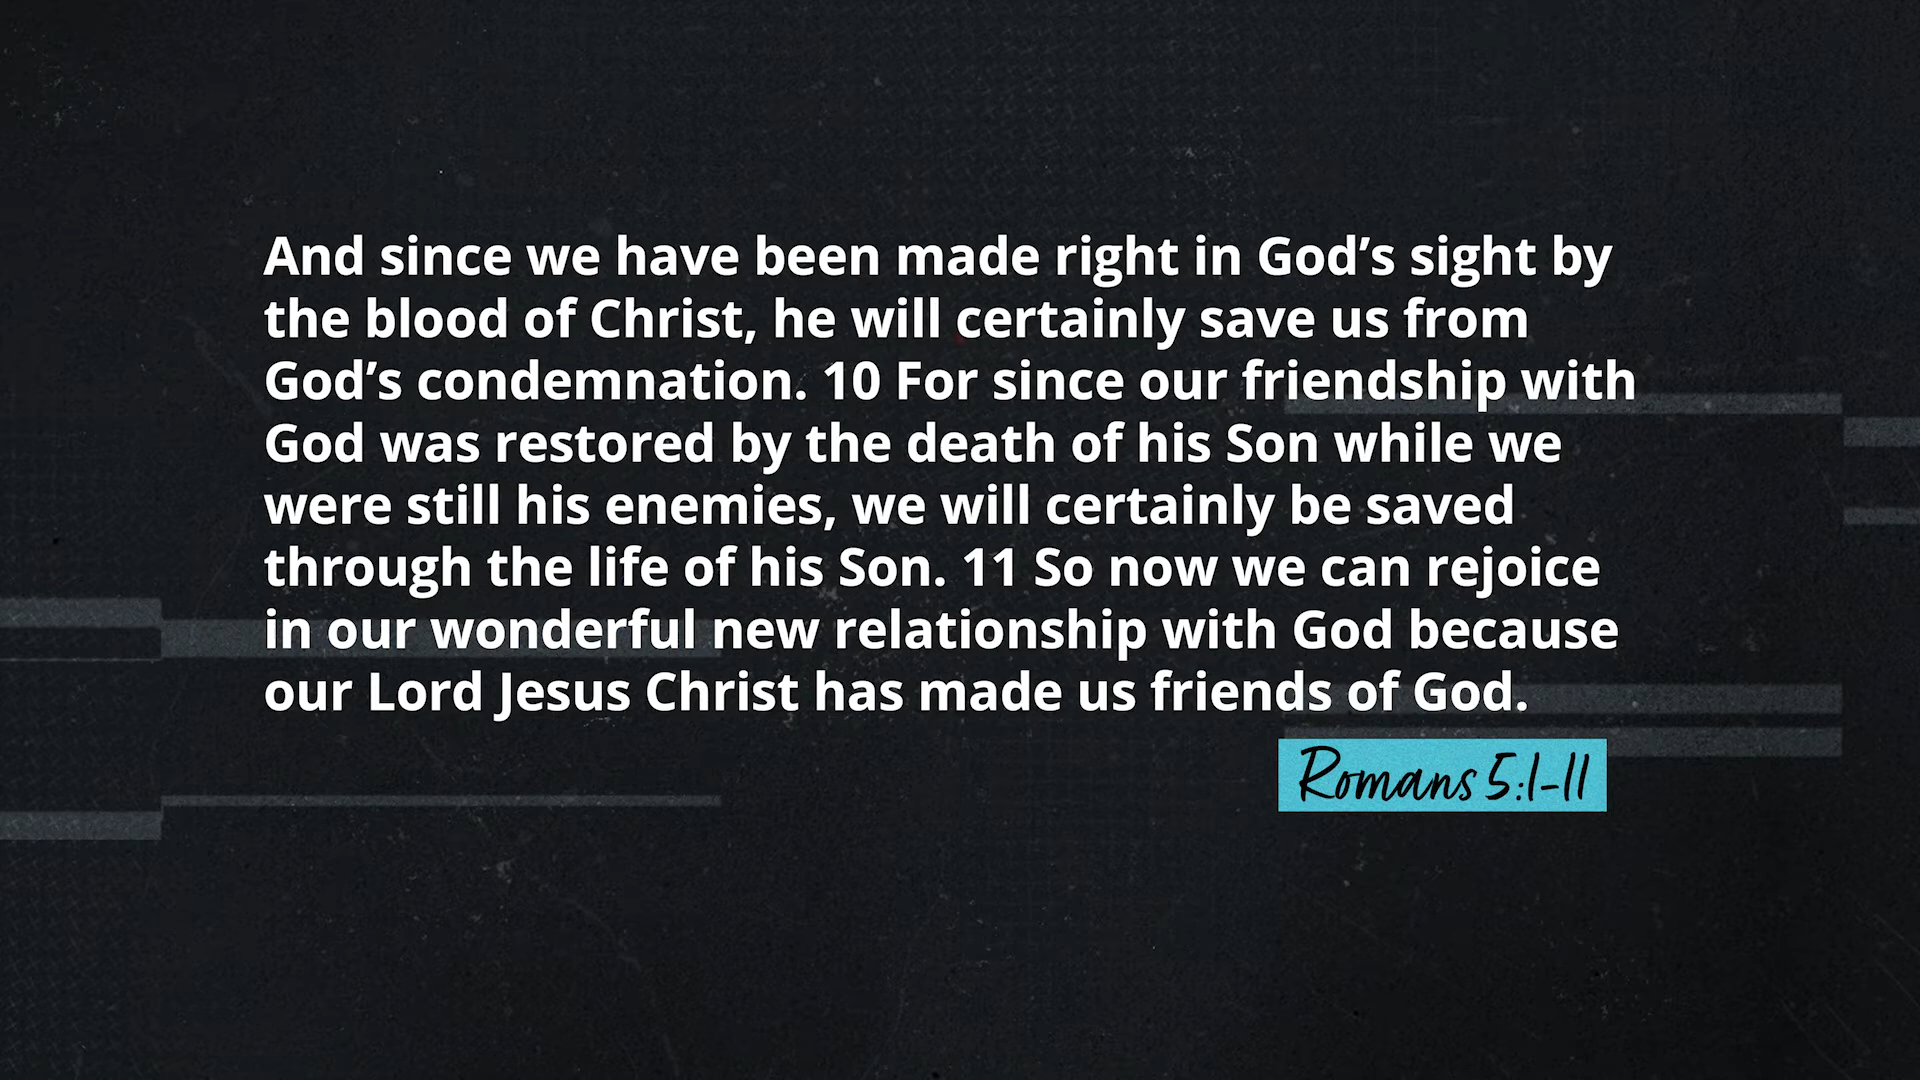 And since we have been made right in God’s sight by
the blood of Christ, he will certainly save us from
God’s condemnation. 10 For since our friendship with
God was restored by the death of his Son while we
were still his enemies, we will certainly be saved
through the life of his Son. 11 So now we can rejoice
in our wonderful new relationship with God because
our Lord Jesus Christ has made us friends of God.
Romans 5:1-11